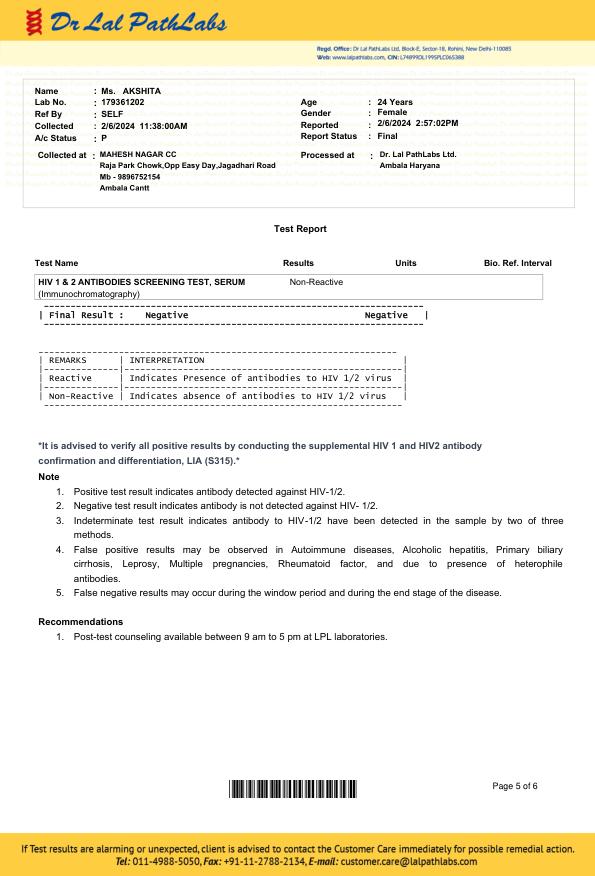 Dr Lal PathLabs
Regd. Office: Dr Lal PathLabs Ltd, Block-E, Sector-18, Rohini, New Delhi-110085
Web: www.lalpathlabs.com, CIN: L74899DL1995PLC065388
Name : Ms. AKSHITA
Lab No. : 179361202 Age : 24 Years
Ref By : SELF Gender : Female
Collected : 2/6/2024 11:38:00AM Reported : 2/6/2024 2:57:02PM
A/c Status : P Report Status : Final
Collected at : MAHESH NAGAR CC Processed at : Dr. Lal PathLabs Ltd.
Raja Park Chowk,Opp Easy Day,Jagadhari Road Ambala Haryana
Mb - 9896752154
Ambala Cantt
Test Report
Test Name Results Units Bio. Ref. Interval
HIV 1 & 2 ANTIBODIES SCREENING TEST, SERUM Non-Reactive
(Immunochromatography)
| Final Result : Negative Negative |
| REMARKS | INTERPRETATION |
| Reactive | Indicates Presence of antibodies to HIV 1/2 virus |
| Non-Reactive | Indicates absence of antibodies to HIV 1/2 virus |
*It is advised to verify all positive results by conducting the supplemental HIV 1 and HIV2 antibody
confirmation and differentiation, LIA (S315).*
Note
1. Positive test result indicates antibody detected against HIV-1/2.
2. Negative test result indicates antibody is not detected against HIV- 1/2.
3. Indeterminate test result indicates antibody to HIV-1/2 have been detected in the sample by two of three
methods.
4. False positive results may be observed in Autoimmune diseases, Alcoholic hepatitis, Primary biliary
cirrhosis, Leprosy, Multiple pregnancies, Rheumatoid factor, and due to presence of heterophile
antibodies.
5. False negative results may occur during the window period and during the end stage of the disease.
Recommendations
1. Post-test counseling available between 9 am to 5 pm at LPL laboratories.
Page 5 of 6
If Test results are alarming or unexpected, client is advised to contact the Customer Care immediately for possible remedial action.
Tel: 011-4988-5050, Fax: +91-11-2788-2134, E-mail: customer.care@lalpathlabs.com